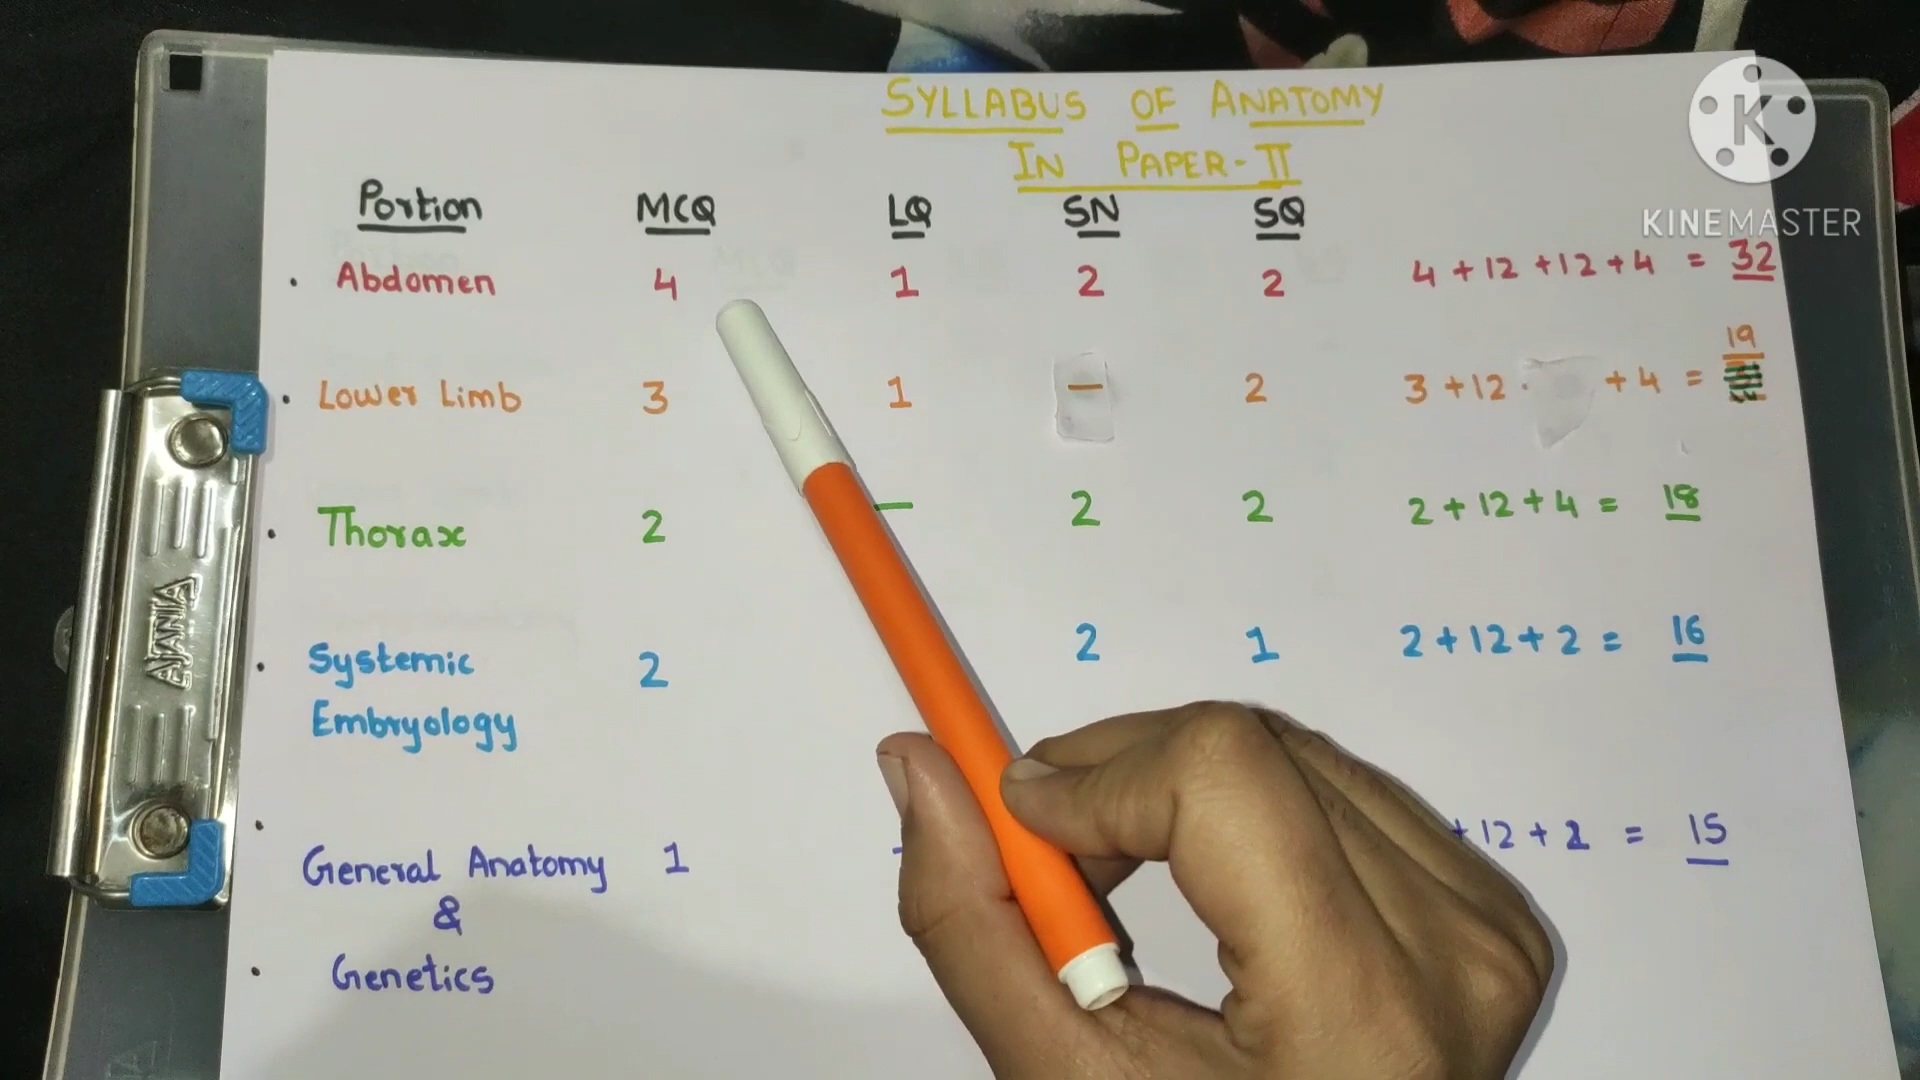 SYLLABUS OF ANATOMY
IN PAPER-II
K
KINEMASTER
Portion MCQ LQ SN SQ
Abdomen 4 1 2 2 4+12+12+4 = 32
19
Lower Limb 3 1 — 2 3+12 +4 =
Thorax 2 — 2 2 2+12+4 = 18
Systemic 2 2 1 2+12+2 = 16
Embryology
General Anatomy 1 +12+2 = 15
&
Genetics
AJANTA